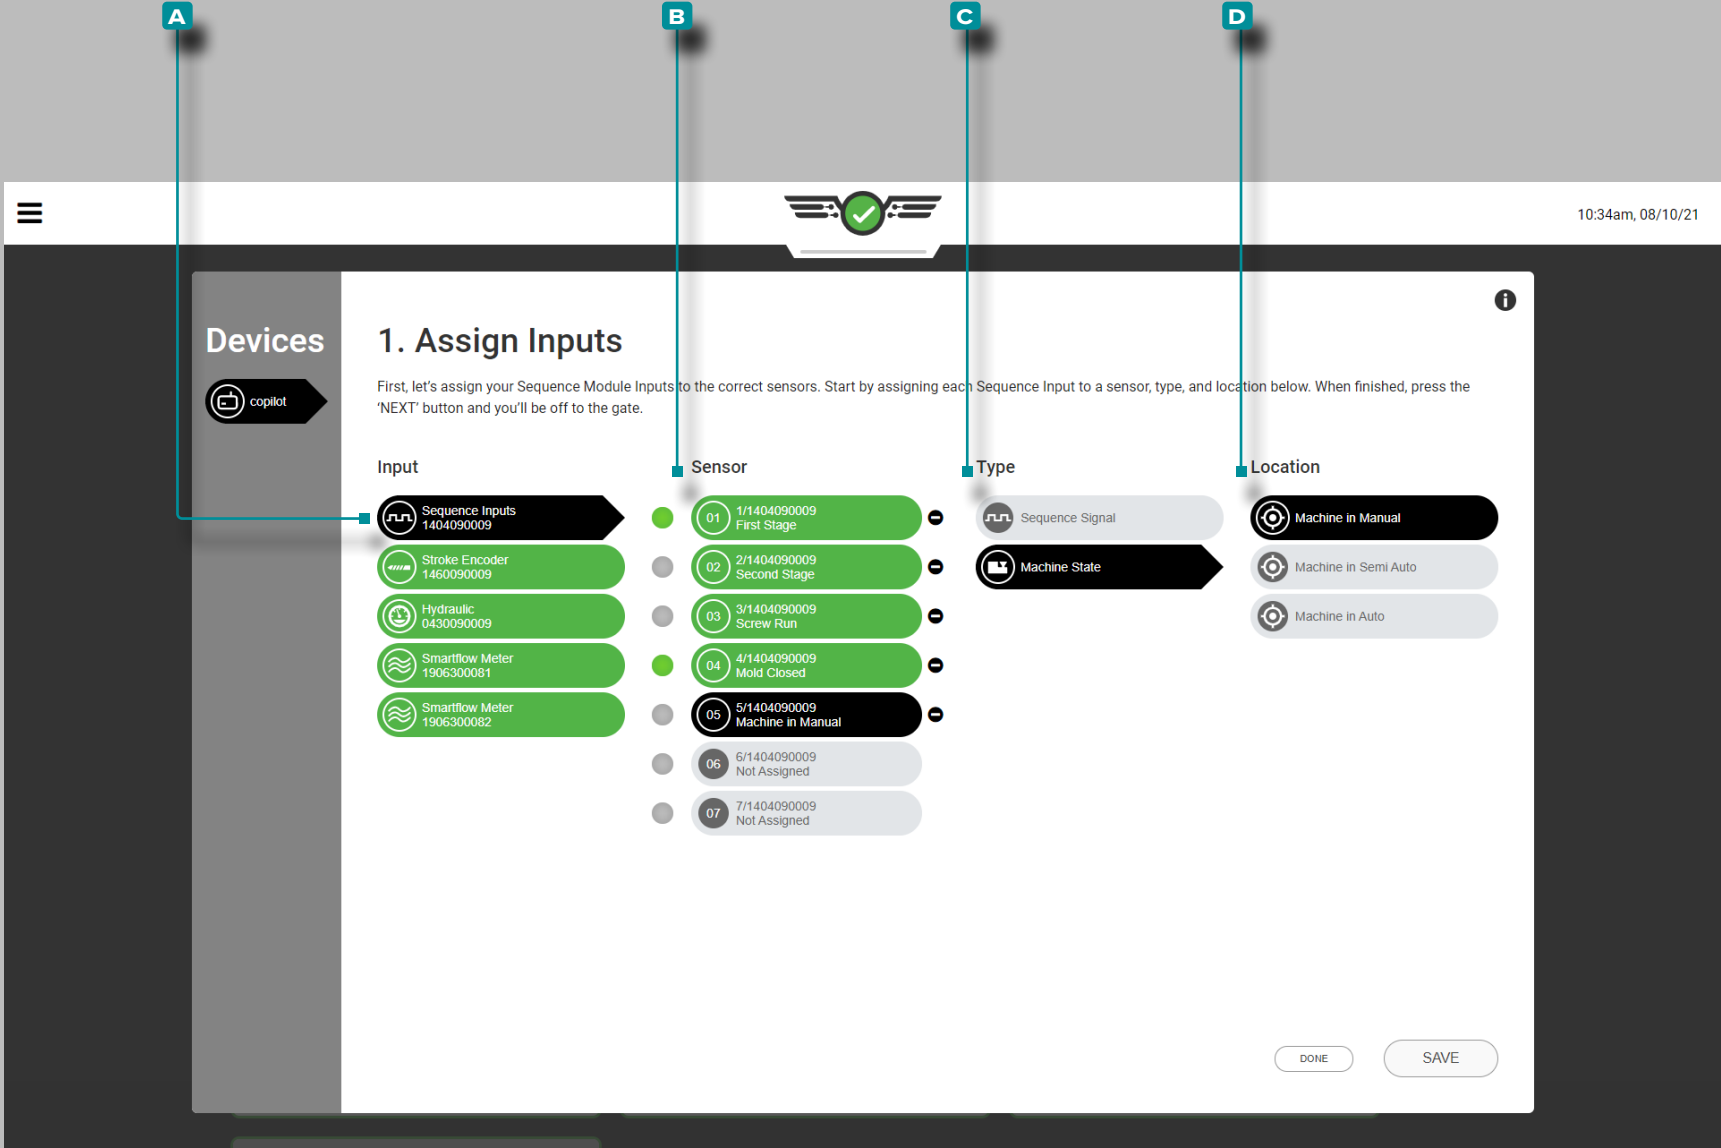 A B C D
10:34am, 08/10/21
Devices
copilot
1. Assign Inputs
First, let's assign your Sequence Module Inputs to the correct sensors. Start by assigning each Sequence Input to a sensor, type, and location below. When finished, press the
‘NEXT’ button and you'll be off to the gate.
Input
Sequence Inputs
1404090009
Stroke Encoder
1460090009
Hydraulic
0430090009
Smartflow Meter
1906300081
Smartflow Meter
1906300082
Sensor
01 1/1404090009
First Stage
02 2/1404090009
Second Stage
03 3/1404090009
Screw Run
04 4/1404090009
Mold Closed
05 5/1404090009
Machine in Manual
06 6/1404090009
Not Assigned
07 7/1404090009
Not Assigned
Type
Sequence Signal
Machine State
Location
Machine in Manual
Machine in Semi Auto
Machine in Auto
DONE
SAVE